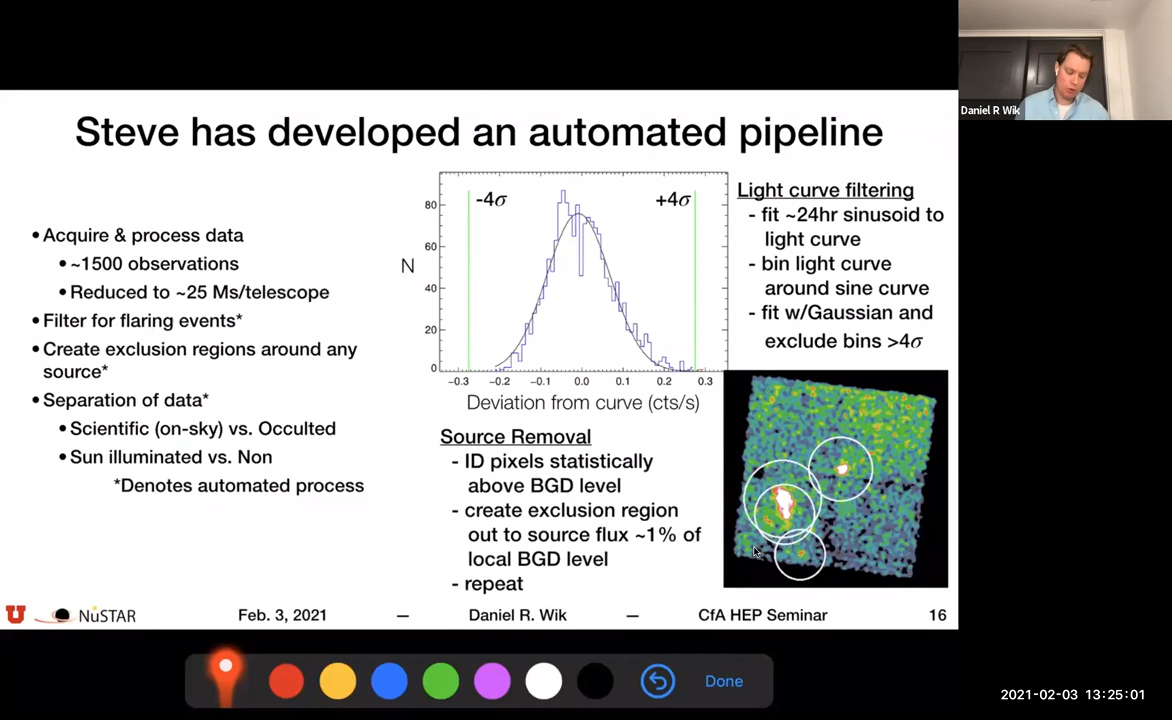 Daniel R Wik
Steve has developed an automated pipeline
• Acquire & process data
• ~1500 observations
• Reduced to ~25 Ms/telescope
• Filter for flaring events*
• Create exclusion regions around any
source*
• Separation of data*
• Scientific (on-sky) vs. Occulted
• Sun illuminated vs. Non
*Denotes automated process
-4σ
+4σ
80
60
N
40
20
0
-0.3 -0.2 -0.1 0.0 0.1 0.2 0.3
Deviation from curve (cts/s)
Source Removal
- ID pixels statistically
above BGD level
- create exclusion region
out to source flux ~1% of
local BGD level
- repeat
Light curve filtering
- fit ~24hr sinusoid to
light curve
- bin light curve
around sine curve
- fit w/Gaussian and
exclude bins >4σ
U NuSTAR Feb. 3, 2021 — Daniel R. Wik — CfA HEP Seminar 16
Done
2021-02-03 13:25:01